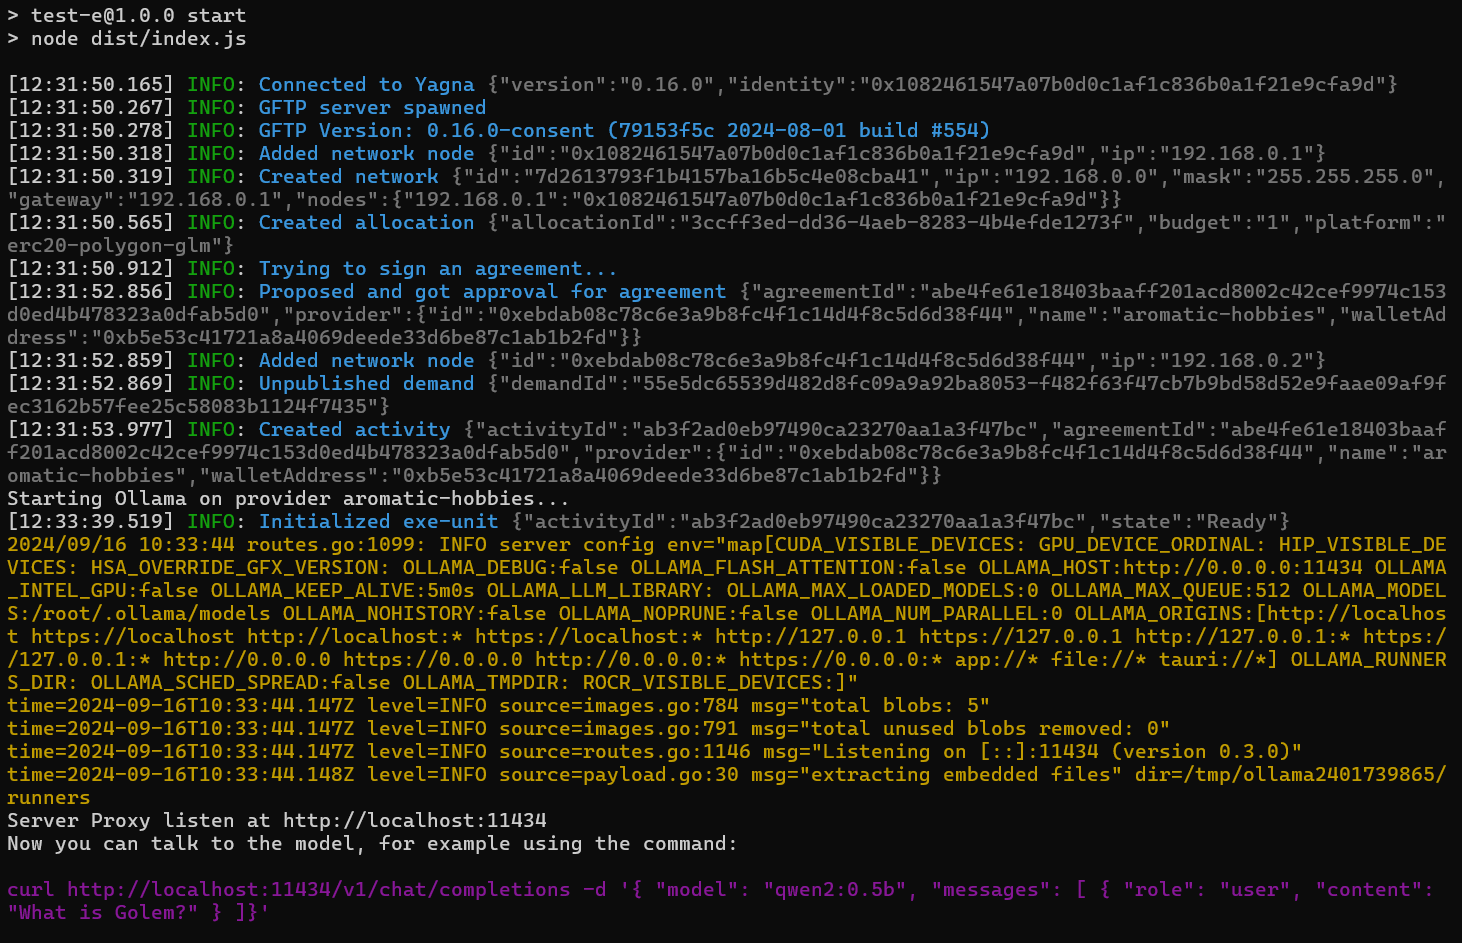 > test-e@1.0.0 start
> node dist/index.js
[12:31:50.165] INFO: Connected to Yagna {"version":"0.16.0","identity":"0x1082461547a07b0d0c1af1c836b0a1f21e9cfa9d"}
[12:31:50.267] INFO: GFTP server spawned
[12:31:50.278] INFO: GFTP Version: 0.16.0-consent (79153f5c 2024-08-01 build #554)
[12:31:50.318] INFO: Added network node {"id":"0x1082461547a07b0d0c1af1c836b0a1f21e9cfa9d","ip":"192.168.0.1"}
[12:31:50.319] INFO: Created network {"id":"7d2613793f1b4157ba16b5c4e08cba41","ip":"192.168.0.0","mask":"255.255.255.0",
"gateway":"192.168.0.1","nodes":{"192.168.0.1":"0x1082461547a07b0d0c1af1c836b0a1f21e9cfa9d"}}
[12:31:50.565] INFO: Created allocation {"allocationId":"3ccff3ed-dd36-4aeb-8283-4b4efde1273f","budget":"1","platform":"
erc20-polygon-glm"}
[12:31:50.912] INFO: Trying to sign an agreement...
[12:31:52.856] INFO: Proposed and got approval for agreement {"agreementId":"abe4fe61e18403baaff201acd8002c42cef9974c153
d0ed4b478323a0dfab5d0","provider":{"id":"0xebdab08c78c6e3a9b8fc4f1c14d4f8c5d6d38f44","name":"aromatic-hobbies","walletAd
dress":"0xb5e53c41721a8a4069deede33d6be87c1ab1b2fd"}}
[12:31:52.859] INFO: Added network node {"id":"0xebdab08c78c6e3a9b8fc4f1c14d4f8c5d6d38f44","ip":"192.168.0.2"}
[12:31:52.869] INFO: Unpublished demand {"demandId":"55e5dc65539d482d8fc09a9a92ba8053-f482f63f47cb7b9bd58d52e9faae09af9f
ec3162b57fee25c58083b1124f7435"}
[12:31:53.977] INFO: Created activity {"activityId":"ab3f2ad0eb97490ca23270aa1a3f47bc","agreementId":"abe4fe61e18403baaf
f201acd8002c42cef9974c153d0ed4b478323a0dfab5d0","provider":{"id":"0xebdab08c78c6e3a9b8fc4f1c14d4f8c5d6d38f44","name":"ar
omatic-hobbies","walletAddress":"0xb5e53c41721a8a4069deede33d6be87c1ab1b2fd"}}
Starting Ollama on provider aromatic-hobbies...
[12:33:39.519] INFO: Initialized exe-unit {"activityId":"ab3f2ad0eb97490ca23270aa1a3f47bc","state":"Ready"}
2024/09/16 10:33:44 routes.go:1099: INFO server config env="map[CUDA_VISIBLE_DEVICES: GPU_DEVICE_ORDINAL: HIP_VISIBLE_DE
VICES: HSA_OVERRIDE_GFX_VERSION: OLLAMA_DEBUG:false OLLAMA_FLASH_ATTENTION:false OLLAMA_HOST:http://0.0.0.0:11434 OLLAMA
_INTEL_GPU:false OLLAMA_KEEP_ALIVE:5m0s OLLAMA_LLM_LIBRARY: OLLAMA_MAX_LOADED_MODELS:0 OLLAMA_MAX_QUEUE:512 OLLAMA_MODEL
S:/root/.ollama/models OLLAMA_NOHISTORY:false OLLAMA_NOPRUNE:false OLLAMA_NUM_PARALLEL:0 OLLAMA_ORIGINS:[http://localhos
t https://localhost http://localhost:* https://localhost:* http://127.0.0.1 https://127.0.0.1 http://127.0.0.1:* https:/
/127.0.0.1:* http://0.0.0.0 https://0.0.0.0 http://0.0.0.0:* https://0.0.0.0:* app://* file://* tauri://*] OLLAMA_RUNNER
S_DIR: OLLAMA_SCHED_SPREAD:false OLLAMA_TMPDIR: ROCR_VISIBLE_DEVICES:]"
time=2024-09-16T10:33:44.147Z level=INFO source=images.go:784 msg="total blobs: 5"
time=2024-09-16T10:33:44.147Z level=INFO source=images.go:791 msg="total unused blobs removed: 0"
time=2024-09-16T10:33:44.147Z level=INFO source=routes.go:1146 msg="Listening on [::]:11434 (version 0.3.0)"
time=2024-09-16T10:33:44.148Z level=INFO source=payload.go:30 msg="extracting embedded files" dir=/tmp/ollama2401739865/
runners
Server Proxy listen at http://localhost:11434
Now you can talk to the model, for example using the command:
curl http://localhost:11434/v1/chat/completions -d '{ "model": "qwen2:0.5b", "messages": [ { "role": "user", "content":
"What is Golem?" } ]}'